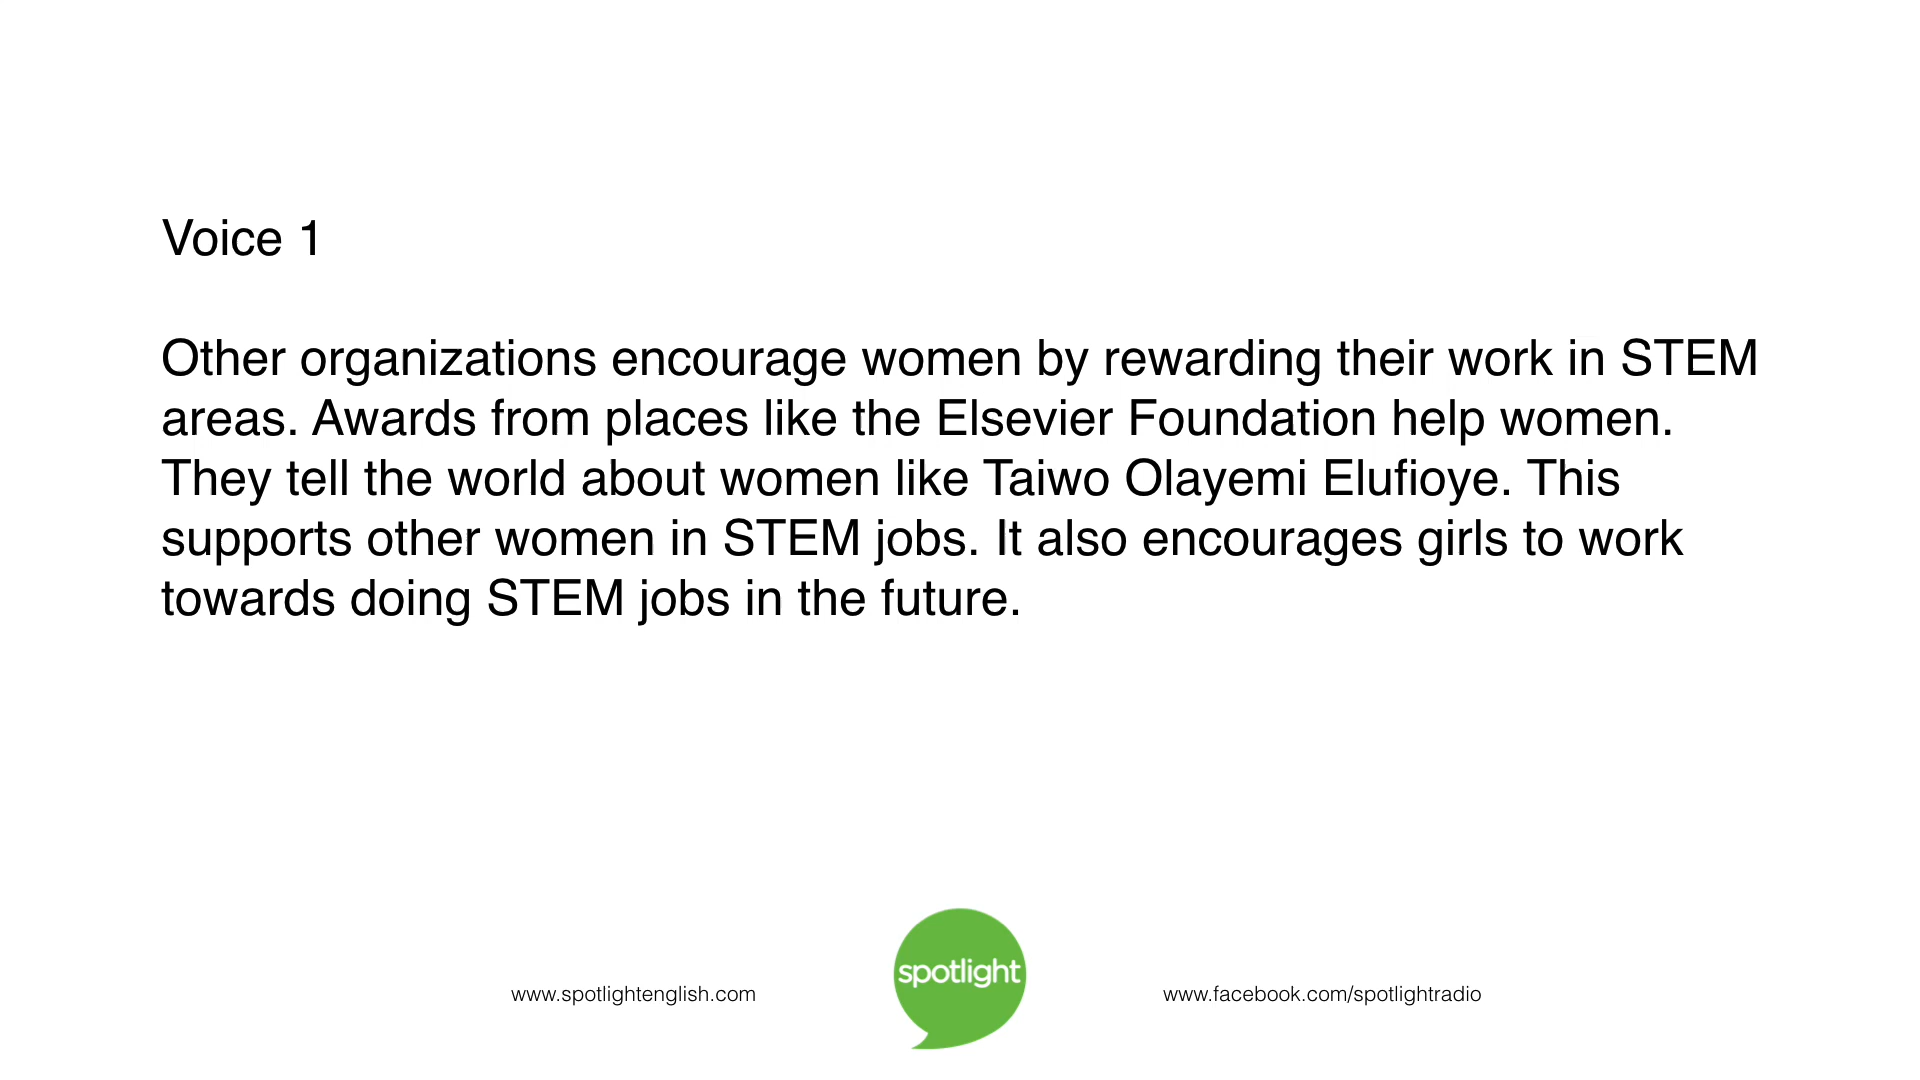 Voice 1
Other organizations encourage women by rewarding their work in STEM
areas. Awards from places like the Elsevier Foundation help women.
They tell the world about women like Taiwo Olayemi Elufioye. This
supports other women in STEM jobs. It also encourages girls to work
towards doing STEM jobs in the future.
spotlight
www.spotlightenglish.com
www.facebook.com/spotlightradio